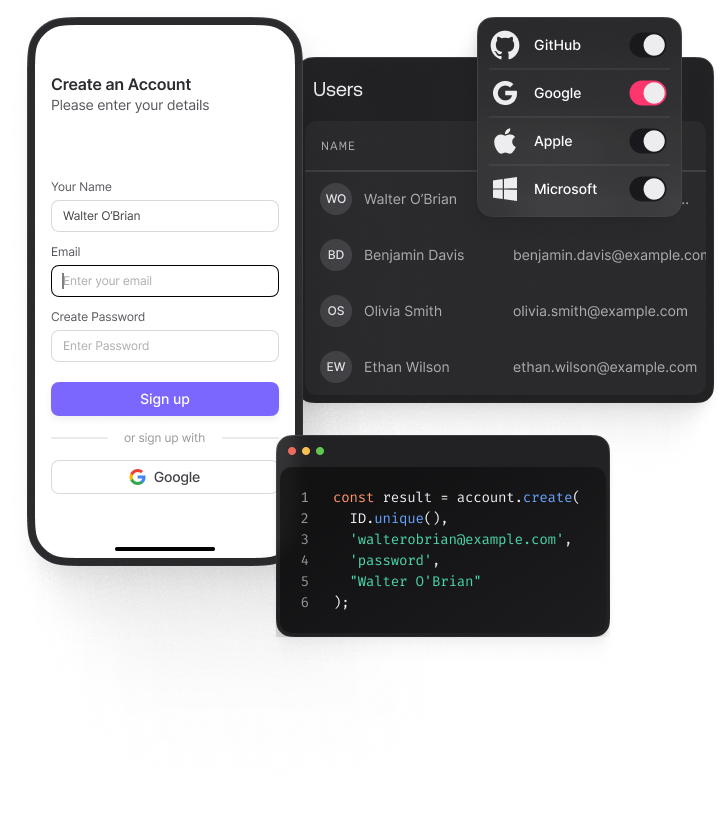 Create an Account
Please enter your details
Your Name
Walter O’Brian
Email
Enter your email
Create Password
Enter Password
Sign up
or sign up with
Google
Users
NAME
WO Walter O’Brian ..
BD Benjamin Davis benjamin.davis@example.com
OS Olivia Smith olivia.smith@example.com
EW Ethan Wilson ethan.wilson@example.com
GitHub
Google
Apple
Microsoft
1 const result = account.create(
2 ID.unique(),
3 'walterobrian@example.com',
4 'password',
5 "Walter O'Brian"
6 );